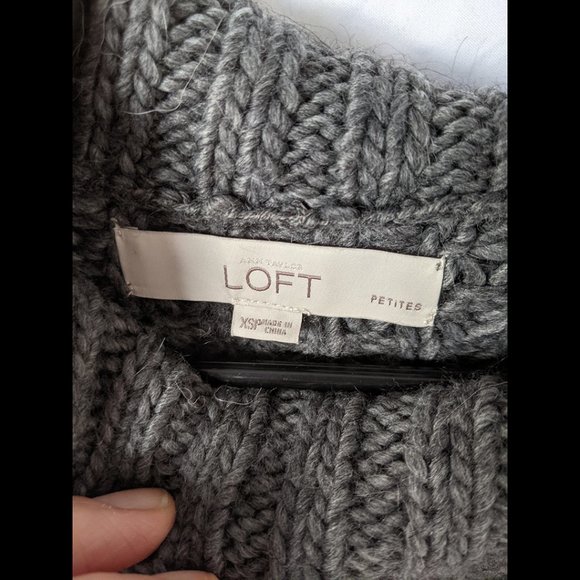 ANN TAYLOR
LOFT
PETITES
XSP MADE IN
CHINA